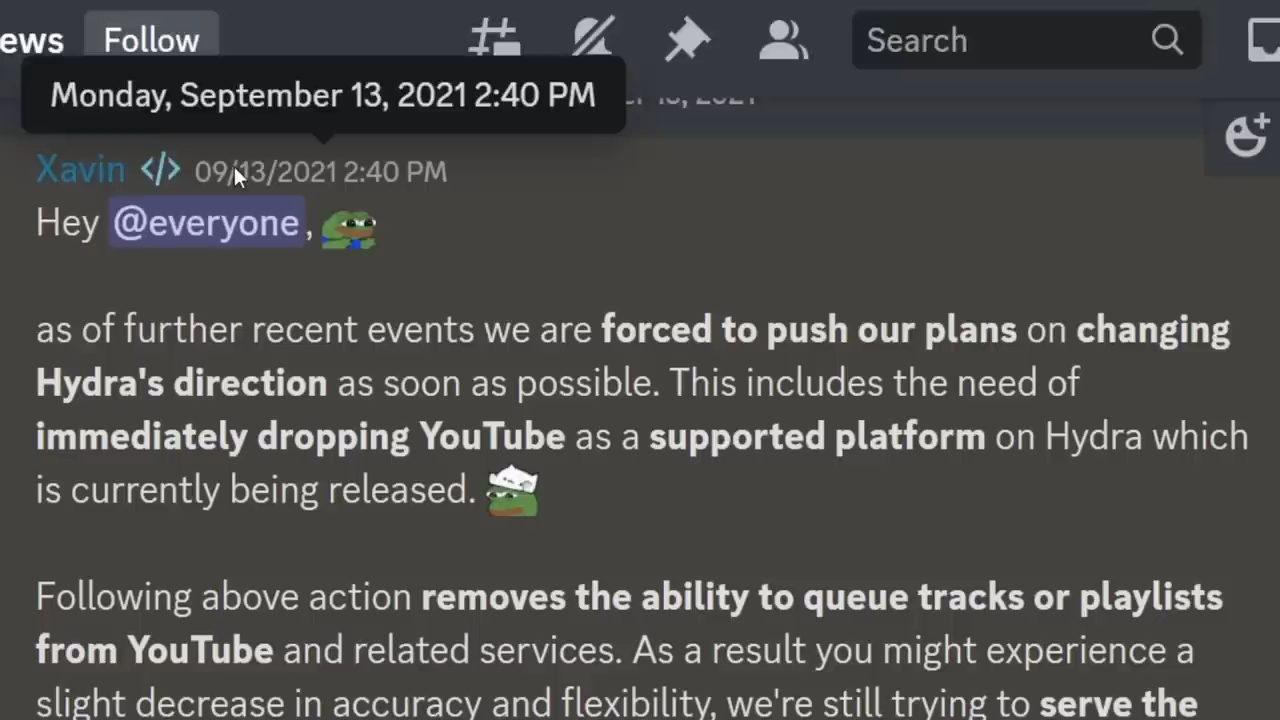 ews Follow Search
Monday, September 13, 2021 2:40 PM
Xavin </> 09/13/2021 2:40 PM
Hey @everyone,
as of further recent events we are forced to push our plans on changing
Hydra's direction as soon as possible. This includes the need of
immediately dropping YouTube as a supported platform on Hydra which
is currently being released.
Following above action removes the ability to queue tracks or playlists
from YouTube and related services. As a result you might experience a
slight decrease in accuracy and flexibility, we're still trying to serve the